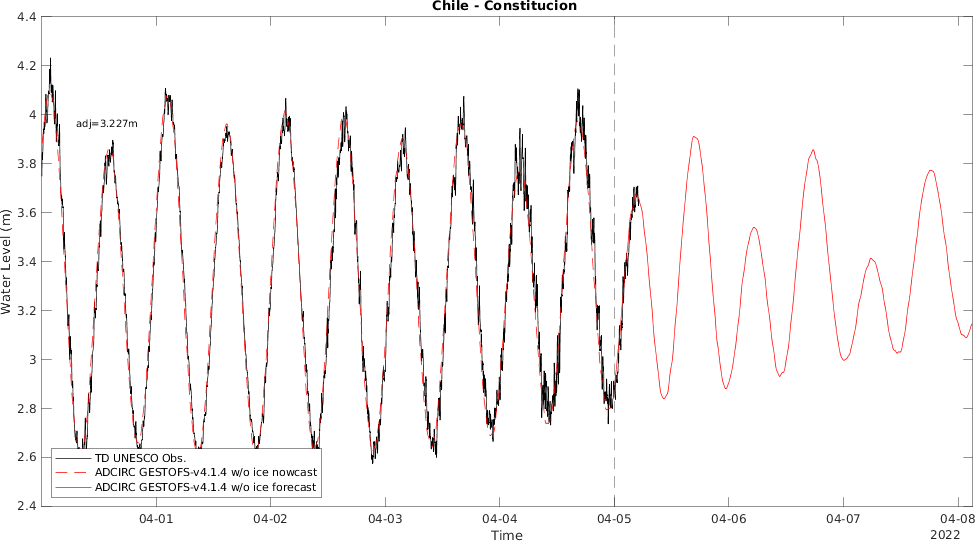 Chile - Constitucion
4.4
4.2
4
3.8
3.6
3.4
3.2
3
2.8
2.6
2.4
Water Level (m)
adj=3.227m
TD UNESCO Obs.
ADCIRC GESTOFS-v4.1.4 w/o ice nowcast
ADCIRC GESTOFS-v4.1.4 w/o ice forecast
04-01 04-02 04-03 04-04 04-05 04-06 04-07 04-08
Time
2022